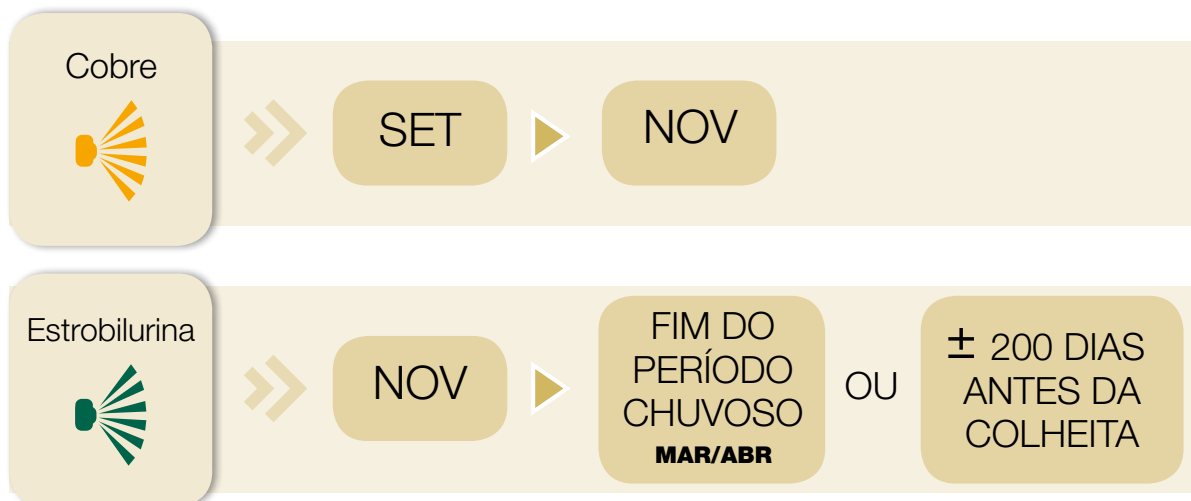 Cobre
SET
NOV
Estrobilurina
NOV
FIM DO
PERÍODO
CHUVOSO
MAR/ABR
OU
± 200 DIAS
ANTES DA
COLHEITA